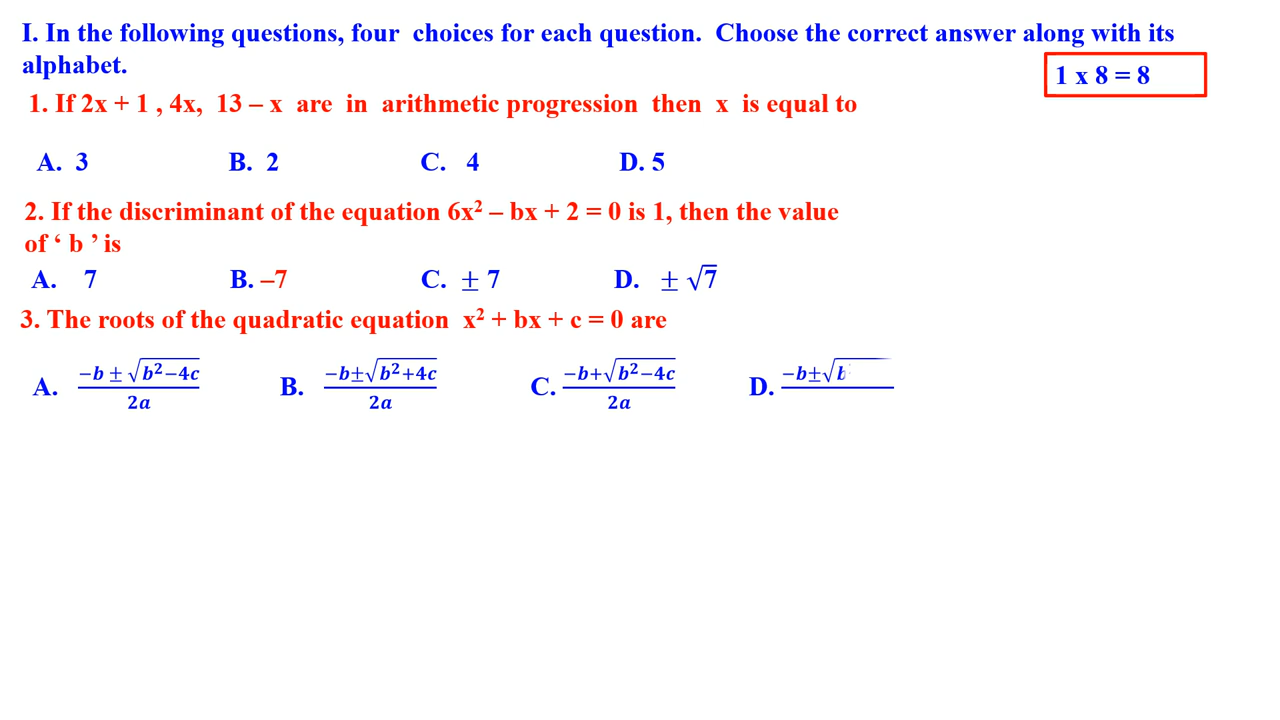 I. In the following questions, four choices for each question. Choose the correct answer along with its
alphabet.
1 x 8 = 8
1. If 2x + 1 , 4x, 13 – x are in arithmetic progression then x is equal to
A. 3 B. 2 C. 4 D. 5
2. If the discriminant of the equation 6x² – bx + 2 = 0 is 1, then the value
of ‘ b ’ is
A. 7 B. –7 C. ± 7 D. ± √7
3. The roots of the quadratic equation x² + bx + c = 0 are
A. (−b ± √(b²−4c))/2a B. (−b±√(b²+4c))/2a C. (−b+√(b²−4c))/2a D. −b±√b